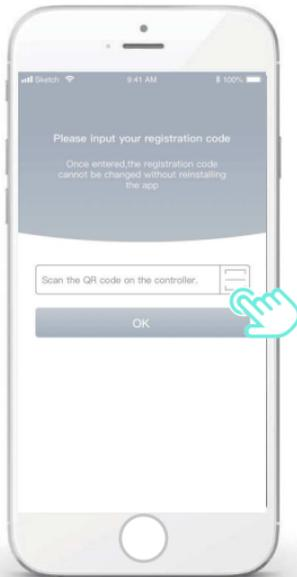 Sketch 9:41 AM 100%
Please input your registration code
Once entered,the registration code
cannot be changed without reinstalling
the app
Scan the QR code on the controller.
OK